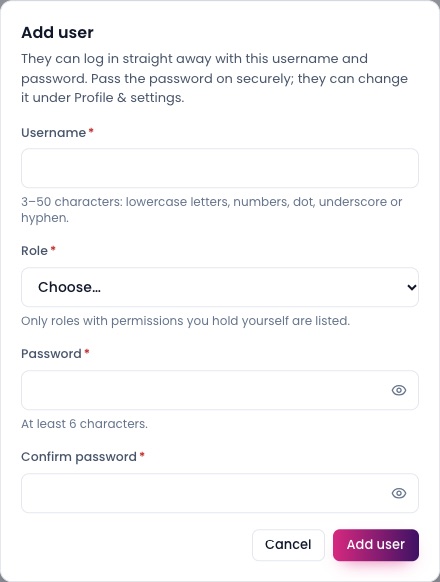 Add user
They can log in straight away with this username and
password. Pass the password on securely; they can change
it under Profile & settings.
Username *
3–50 characters: lowercase letters, numbers, dot, underscore or
hyphen.
Role *
Choose...
Only roles with permissions you hold yourself are listed.
Password *
At least 6 characters.
Confirm password *
Cancel Add user